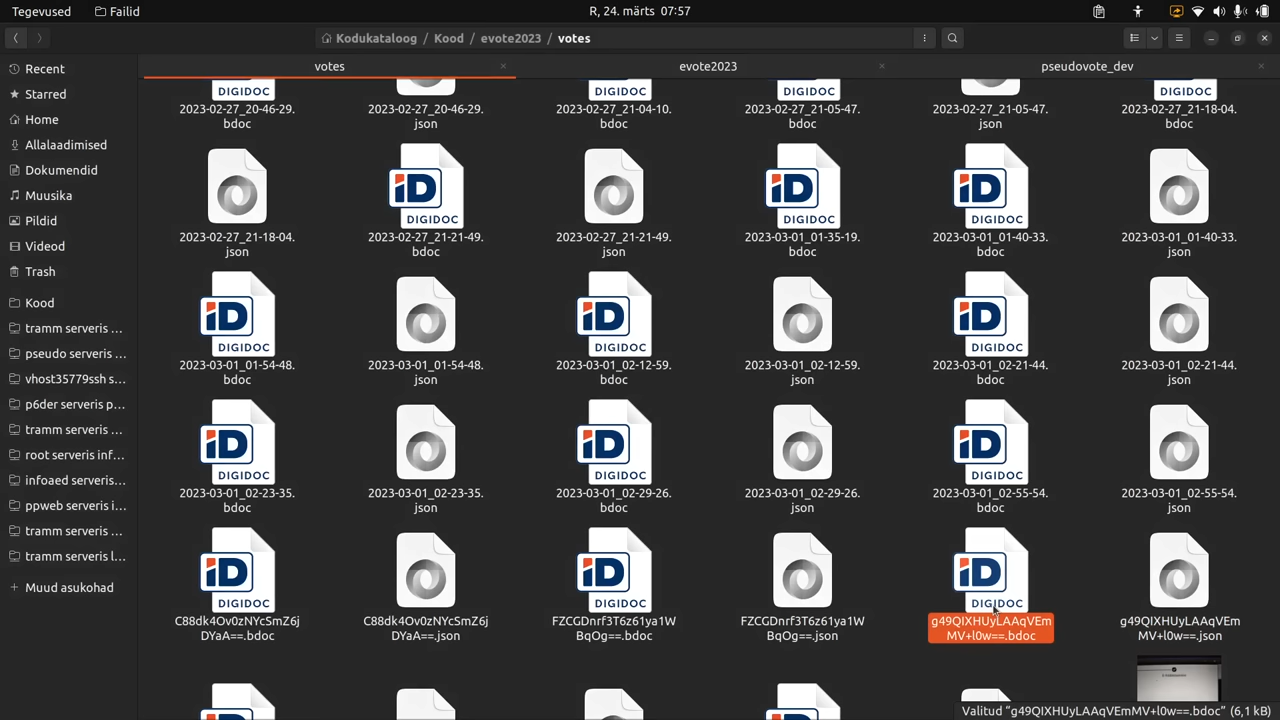 Tegevused
Failid
R, 24. märts 07:57
Kodukataloog / Kood / evote2023 / votes
votes
evote2023
pseudovote_dev
Recent
Starred
Home
Allalaadimised
Dokumendid
Muusika
Pildid
Videod
Trash
Kood
tramm serveris ...
pseudo serveris ...
vhost35779ssh s...
p6der serveris p...
tramm serveris ...
root serveris inf...
infoaed serveris...
ppweb serveris i...
tramm serveris ...
tramm serveris l...
Muud asukohad
DIGIDOC
DIGIDOC
DIGIDOC
DIGIDOC
2023-02-27_20-46-29.
bdoc
2023-02-27_20-46-29.
json
2023-02-27_21-04-10.
bdoc
2023-02-27_21-05-47.
bdoc
2023-02-27_21-05-47.
json
2023-02-27_21-18-04.
bdoc
iD
DIGIDOC
iD
DIGIDOC
iD
DIGIDOC
2023-02-27_21-18-04.
json
2023-02-27_21-21-49.
bdoc
2023-02-27_21-21-49.
json
2023-03-01_01-35-19.
bdoc
2023-03-01_01-40-33.
bdoc
2023-03-01_01-40-33.
json
iD
DIGIDOC
iD
DIGIDOC
iD
DIGIDOC
2023-03-01_01-54-48.
bdoc
2023-03-01_01-54-48.
json
2023-03-01_02-12-59.
bdoc
2023-03-01_02-12-59.
json
2023-03-01_02-21-44.
bdoc
2023-03-01_02-21-44.
json
iD
DIGIDOC
iD
DIGIDOC
iD
DIGIDOC
2023-03-01_02-23-35.
bdoc
2023-03-01_02-23-35.
json
2023-03-01_02-29-26.
bdoc
2023-03-01_02-29-26.
json
2023-03-01_02-55-54.
bdoc
2023-03-01_02-55-54.
json
iD
DIGIDOC
iD
DIGIDOC
iD
DIGIDOC
C88dk4Ov0zNYcSmZ6j
DYaA==.bdoc
C88dk4Ov0zNYcSmZ6j
DYaA==.json
FZCGDnrf3T6z61ya1W
BqOg==.bdoc
FZCGDnrf3T6z61ya1W
BqOg==.json
g49QIXHUyLAAqVEm
MV+l0w==.bdoc
g49QIXHUyLAAqVEm
MV+l0w==.json
Valitud “g49QIXHUyLAAqVEmMV+l0w==.bdoc” (6,1 kB)